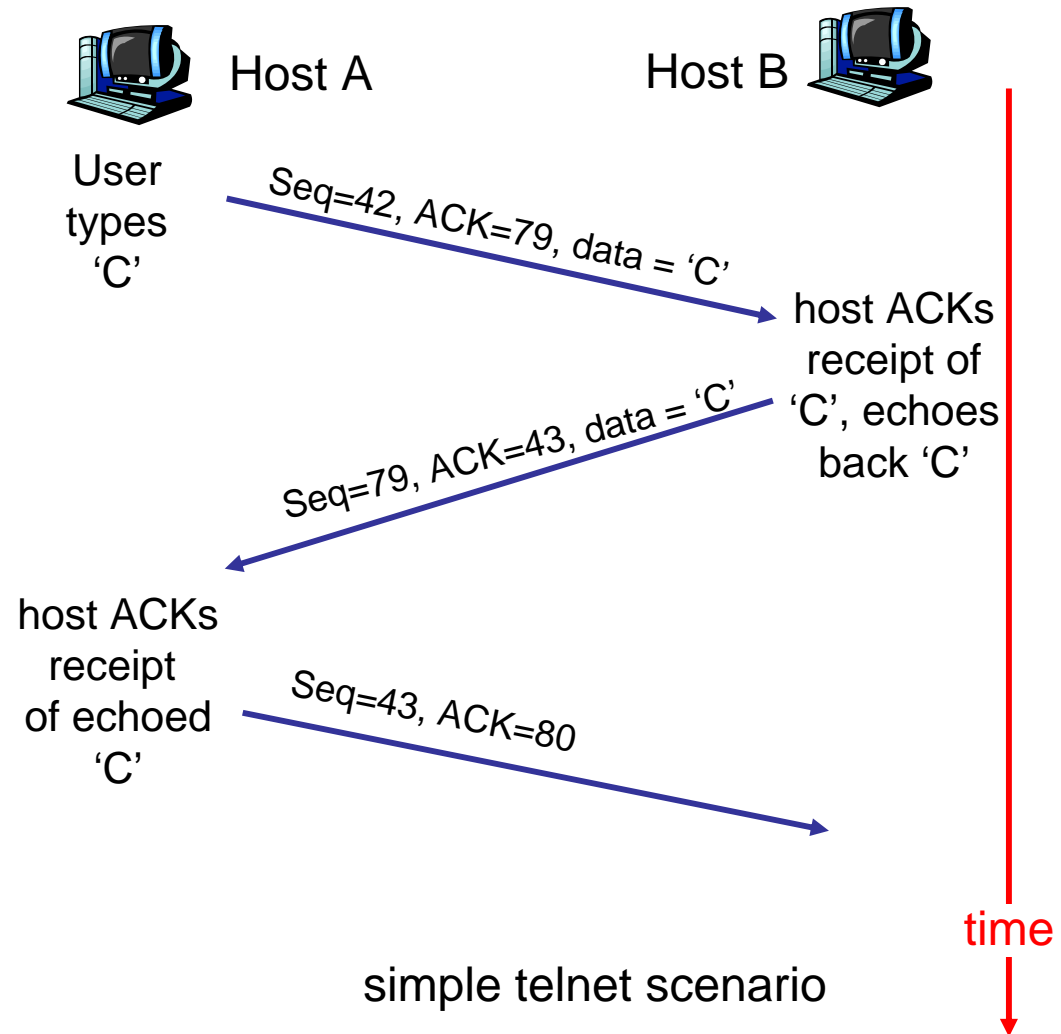 Host A
Host B
User
types
‘C’
Seq=42, ACK=79, data = ‘C’
host ACKs
receipt of
‘C’, echoes
back ‘C’
Seq=79, ACK=43, data = ‘C’
host ACKs
receipt
of echoed
‘C’
Seq=43, ACK=80
time
simple telnet scenario